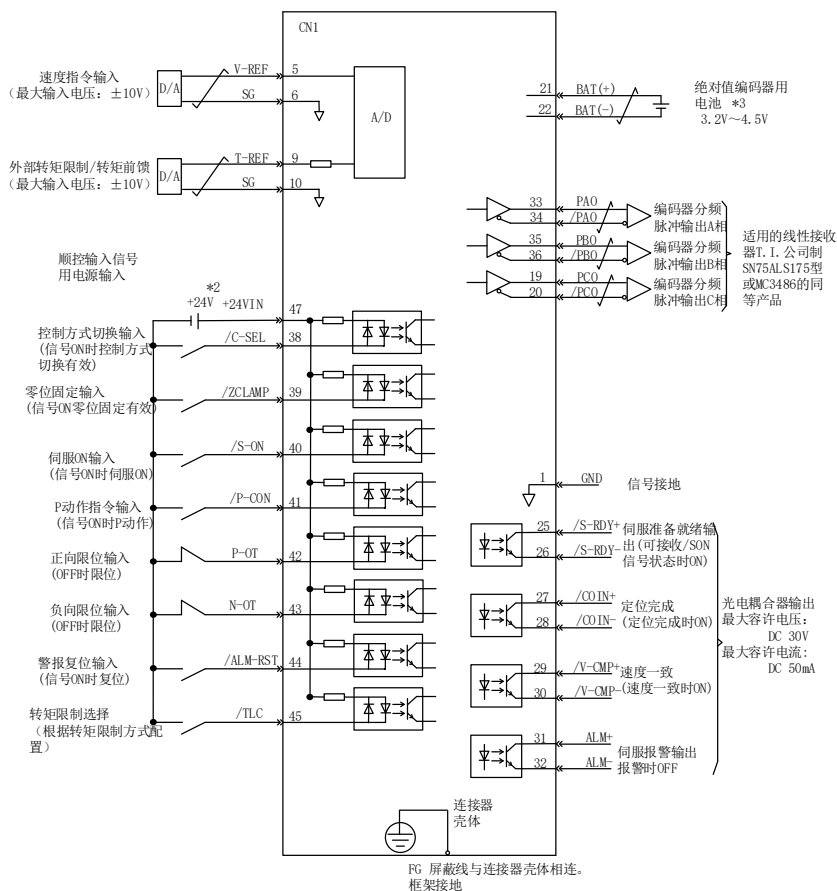 CN1
速度指令输入
（最大输入电压：±10V）
D/A
V-REF
5
SG
6
A/D
外部转矩限制/转矩前馈
（最大输入电压：±10V）
D/A
T-REF
9
SG
10
21
BAT(+)
22
BAT(-)
绝对值编码器用
电池 *3
3.2V～4.5V
33
PAO
34
/PAO
编码器分频
脉冲输出A相
35
PBO
36
/PBO
编码器分频
脉冲输出B相
19
PCO
20
/PCO
编码器分频
脉冲输出C相
适用的线性接收
器T.I.公司制
SN75ALS175型
或MC3486的同
等产品
顺控输入信号
用电源输入
*2
+24V
+24VIN
47
控制方式切换输入
(信号ON时控制方式
切换有效)
/C-SEL
38
零位固定输入
(信号ON零位固定有效)
/ZCLAMP
39
伺服ON输入
(信号ON时伺服ON)
/S-ON
40
P动作指令输入
(信号ON时P动作)
/P-CON
41
正向限位输入
(OFF时限位)
P-OT
42
负向限位输入
(OFF时限位)
N-OT
43
警报复位输入
(信号ON时复位)
/ALM-RST
44
转矩限制选择
（根据转矩限制方式配
置）
/TLC
45
1
GND
信号接地
25
/S-RDY+
26
/S-RDY-
伺服准备就绪输
出(可接收/SON
信号状态时ON)
27
/COIN+
28
/COIN-
定位完成
(定位完成时ON)
29
/V-CMP+
30
/V-CMP-
速度一致
(速度一致时ON)
31
ALM+
32
ALM-
伺服报警输出
报警时OFF
光电耦合器输出
最大容许电压：
DC 30V
最大容许电流：
DC 50mA
连接器
壳体
FG 屏蔽线与连接器壳体相连。
框架接地